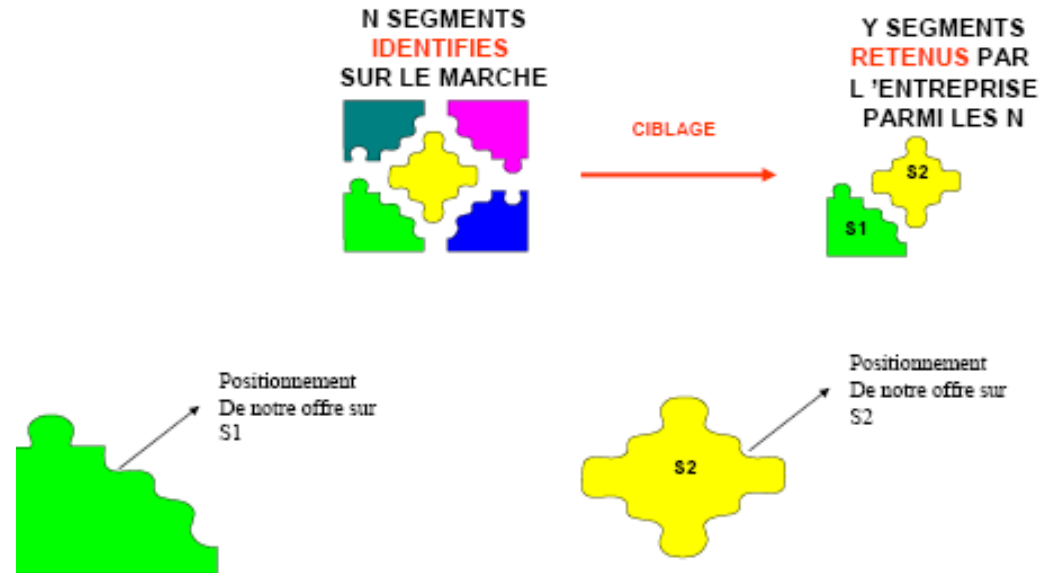 N SEGMENTS
IDENTIFIES
SUR LE MARCHE
CIBLAGE
Y SEGMENTS
RETENUS PAR
L ’ENTREPRISE
PARMI LES N
S2
S1
Positionnement
De notre offre sur
S1
S2
Positionnement
De notre offre sur
S2